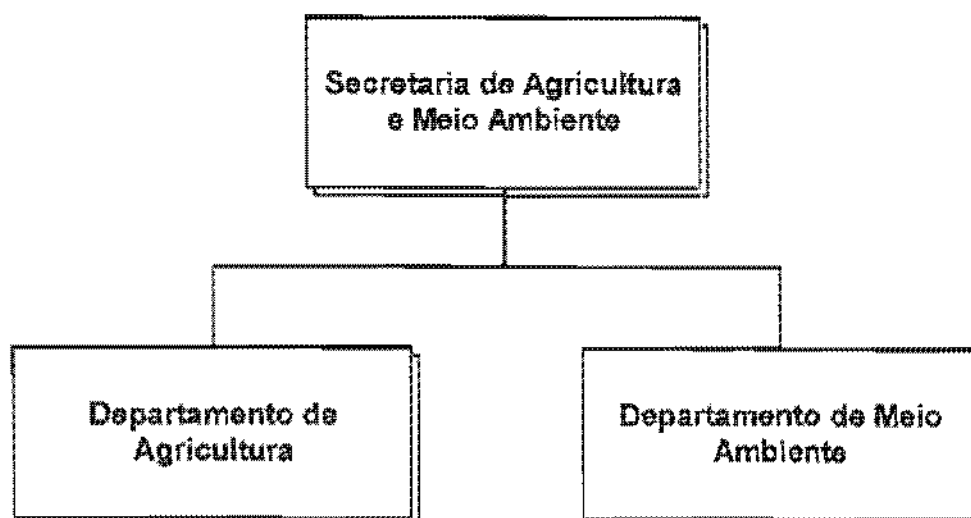 Secretaria de Agricultura
e Meio Ambiente
Departamento de
Agricultura
Departamento de Meio
Ambiente